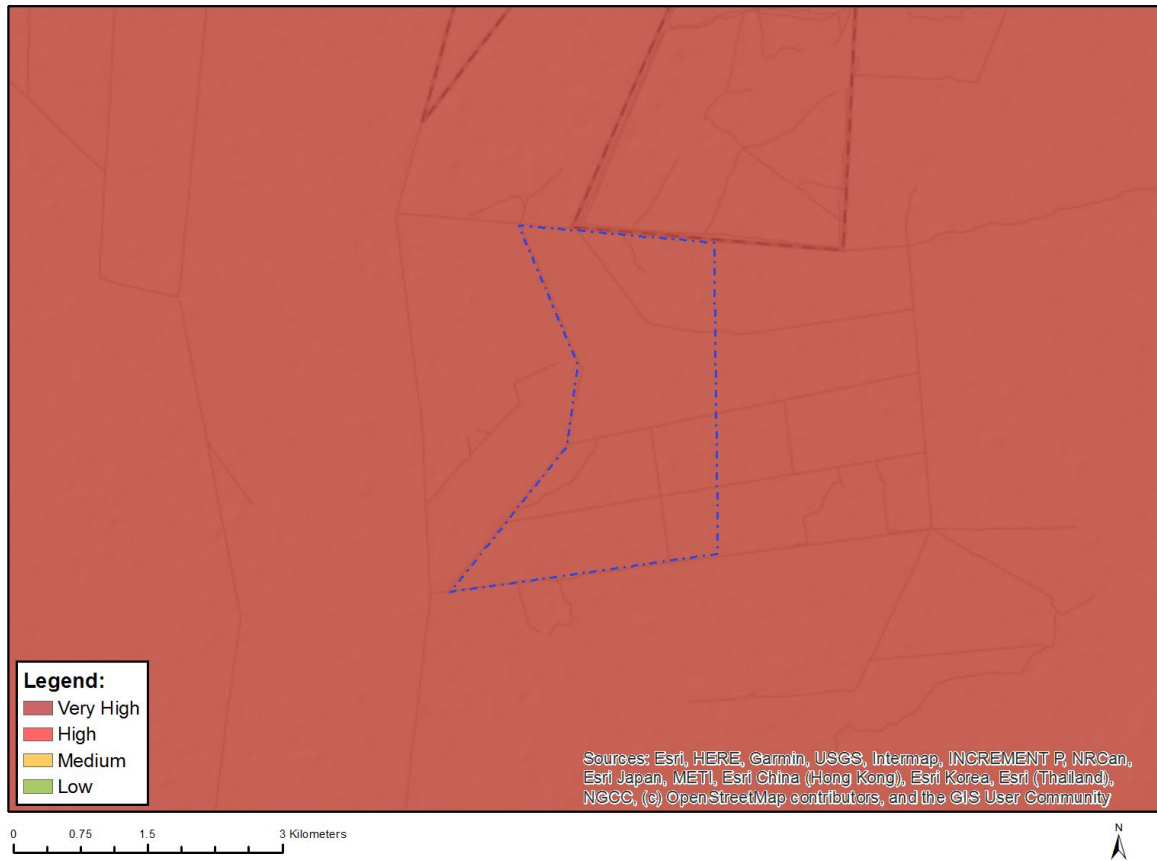 Legend:
Very High
High
Medium
Low
Sources: Esri, HERE, Garmin, USGS, Intermap, INCREMENT P, NRCan,
Esri Japan, METI, Esri China (Hong Kong), Esri Korea, Esri (Thailand),
NGCC, (c) OpenStreetMap contributors, and the GIS User Community
0 0.75 1.5 3 Kilometers
N